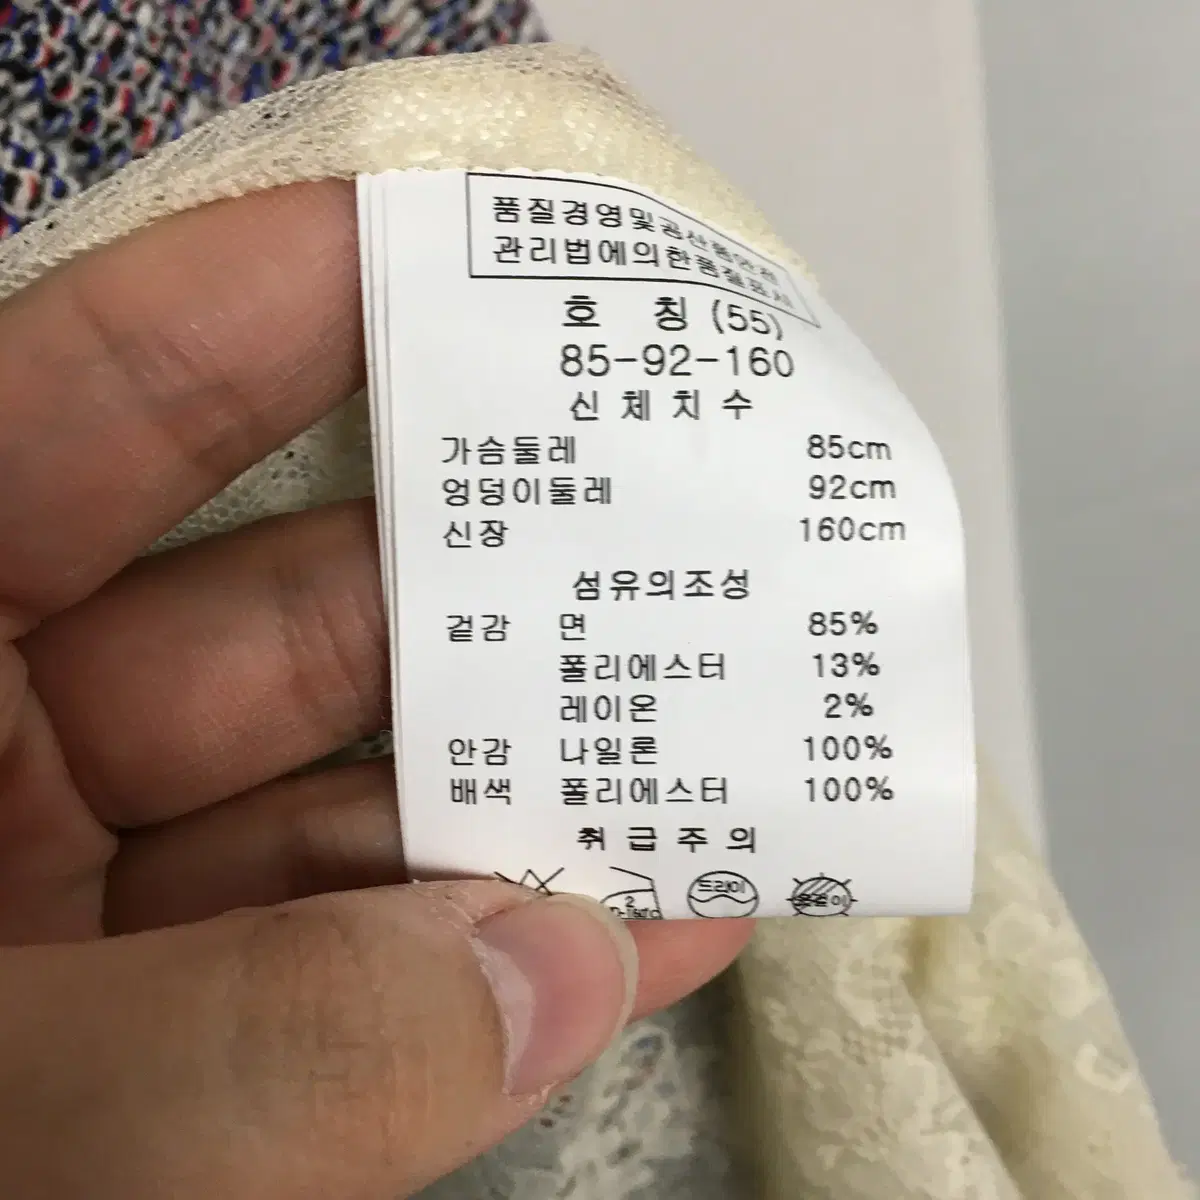 품질경영및공산품안전
관리법에의한품질표시
호 칭 (55)
85-92-160
신체치수
가슴둘레 85cm
엉덩이둘레 92cm
신장 160cm
섬유의조성
겉감 면 85%
폴리에스터 13%
레이온 2%
안감 나일론 100%
배색 폴리에스터 100%
취급주의
2 드라이 옷걸이